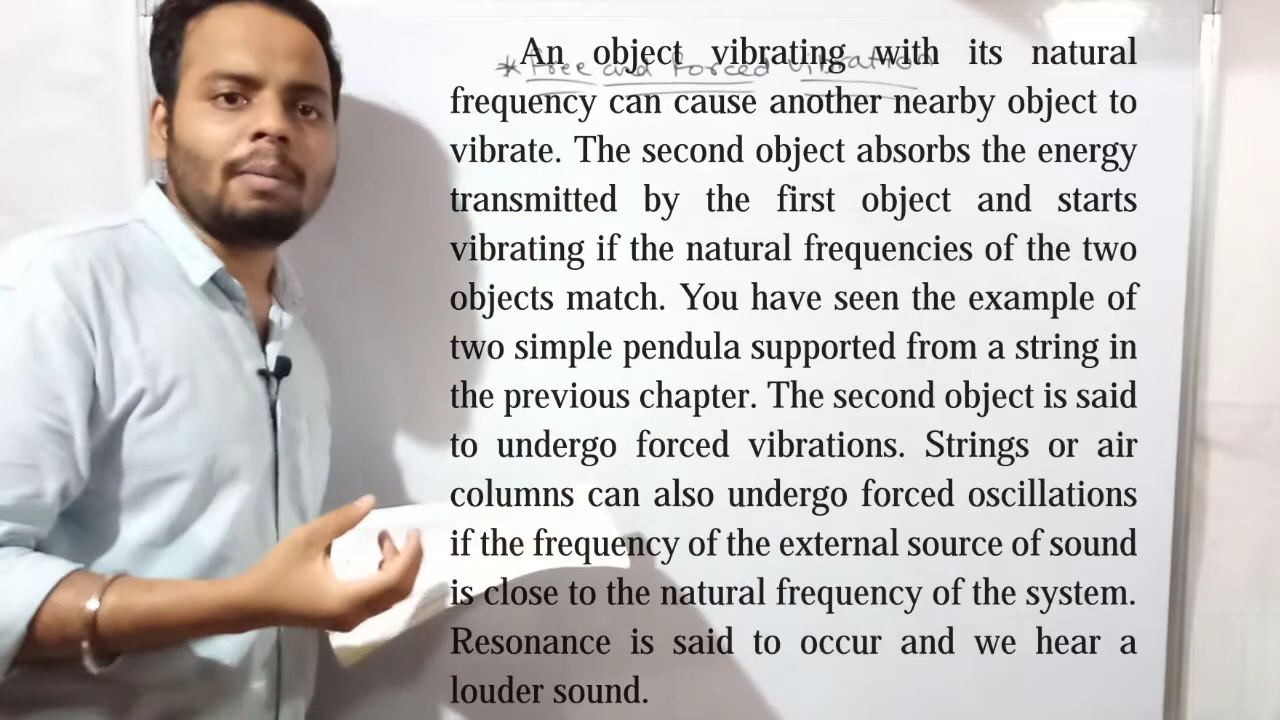 * Free and Forced Vibration
An object vibrating with its natural
frequency can cause another nearby object to
vibrate. The second object absorbs the energy
transmitted by the first object and starts
vibrating if the natural frequencies of the two
objects match. You have seen the example of
two simple pendula supported from a string in
the previous chapter. The second object is said
to undergo forced vibrations. Strings or air
columns can also undergo forced oscillations
if the frequency of the external source of sound
is close to the natural frequency of the system.
Resonance is said to occur and we hear a
louder sound.